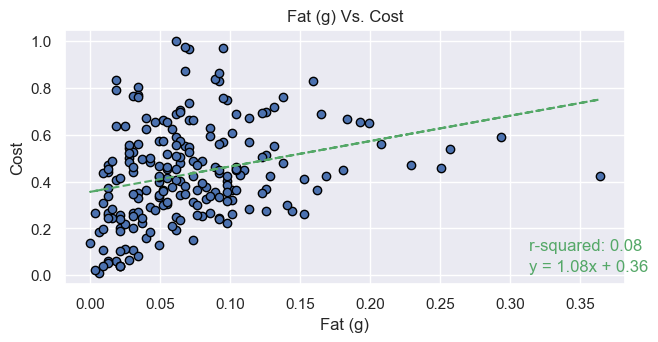 Fat (g) Vs. Cost
1.0
0.8
0.6
0.4
0.2
0.0
Cost
r-squared: 0.08
y = 1.08x + 0.36
0.00 0.05 0.10 0.15 0.20 0.25 0.30 0.35
Fat (g)